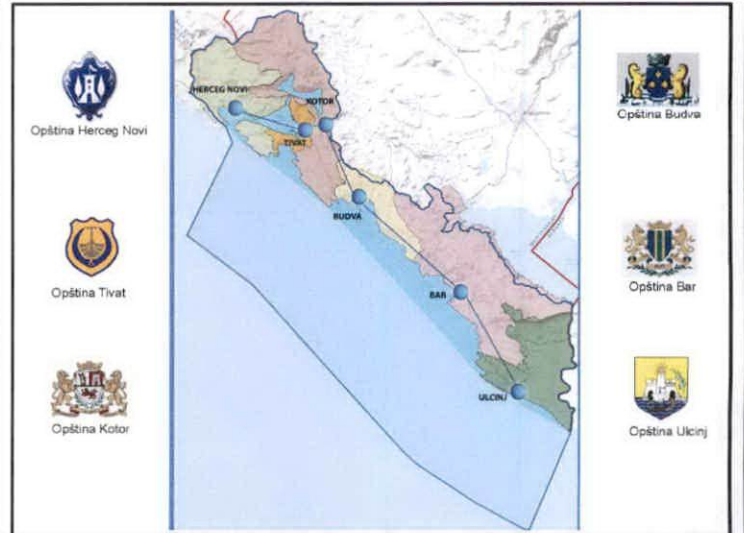 Opština Herceg Novi
Opština Tivat
Opština Kotor
HERCEG NOVI
KOTOR
TIVAT
BUDVA
BAR
ULCINJ
Opština Budva
Opština Bar
Opština Ulcinj